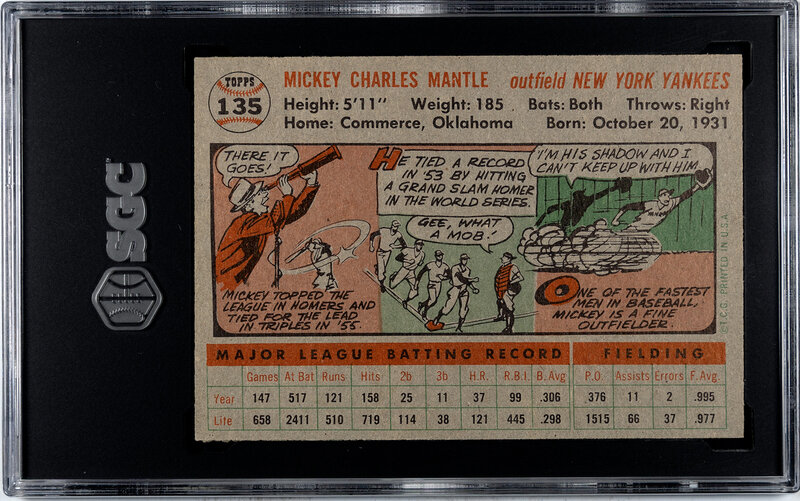 SGC
TOPPS
135
MICKEY CHARLES MANTLE outfield NEW YORK YANKEES
Height: 5'11" Weight: 185 Bats: Both Throws: Right
Home: Commerce, Oklahoma Born: October 20, 1931
THERE IT
GOES!
MICKEY TOPPED THE
LEAGUE IN HOMERS AND
TIED FOR THE LEAD
IN TRIPLES IN '55.
HE TIED A RECORD
IN '53 BY HITTING
A GRAND SLAM HOMER
IN THE WORLD SERIES.
GEE, WHAT
A MOB!
I'M HIS SHADOW AND I
CAN'T KEEP UP WITH HIM.
ONE OF THE FASTEST
MEN IN BASEBALL,
MICKEY IS A FINE
OUTFIELDER.
©T.C.G. PRINTED IN U.S.A.
MAJOR LEAGUE BATTING RECORD FIELDING
Games At Bat Runs Hits 2b 3b H.R. R.B.I. B. Avg P.O. Assists Errors F. Avg
Year 147 517 121 158 25 11 37 99 .306 376 11 2 .995
Life 658 2411 510 719 114 38 121 445 .298 1515 66 37 .977